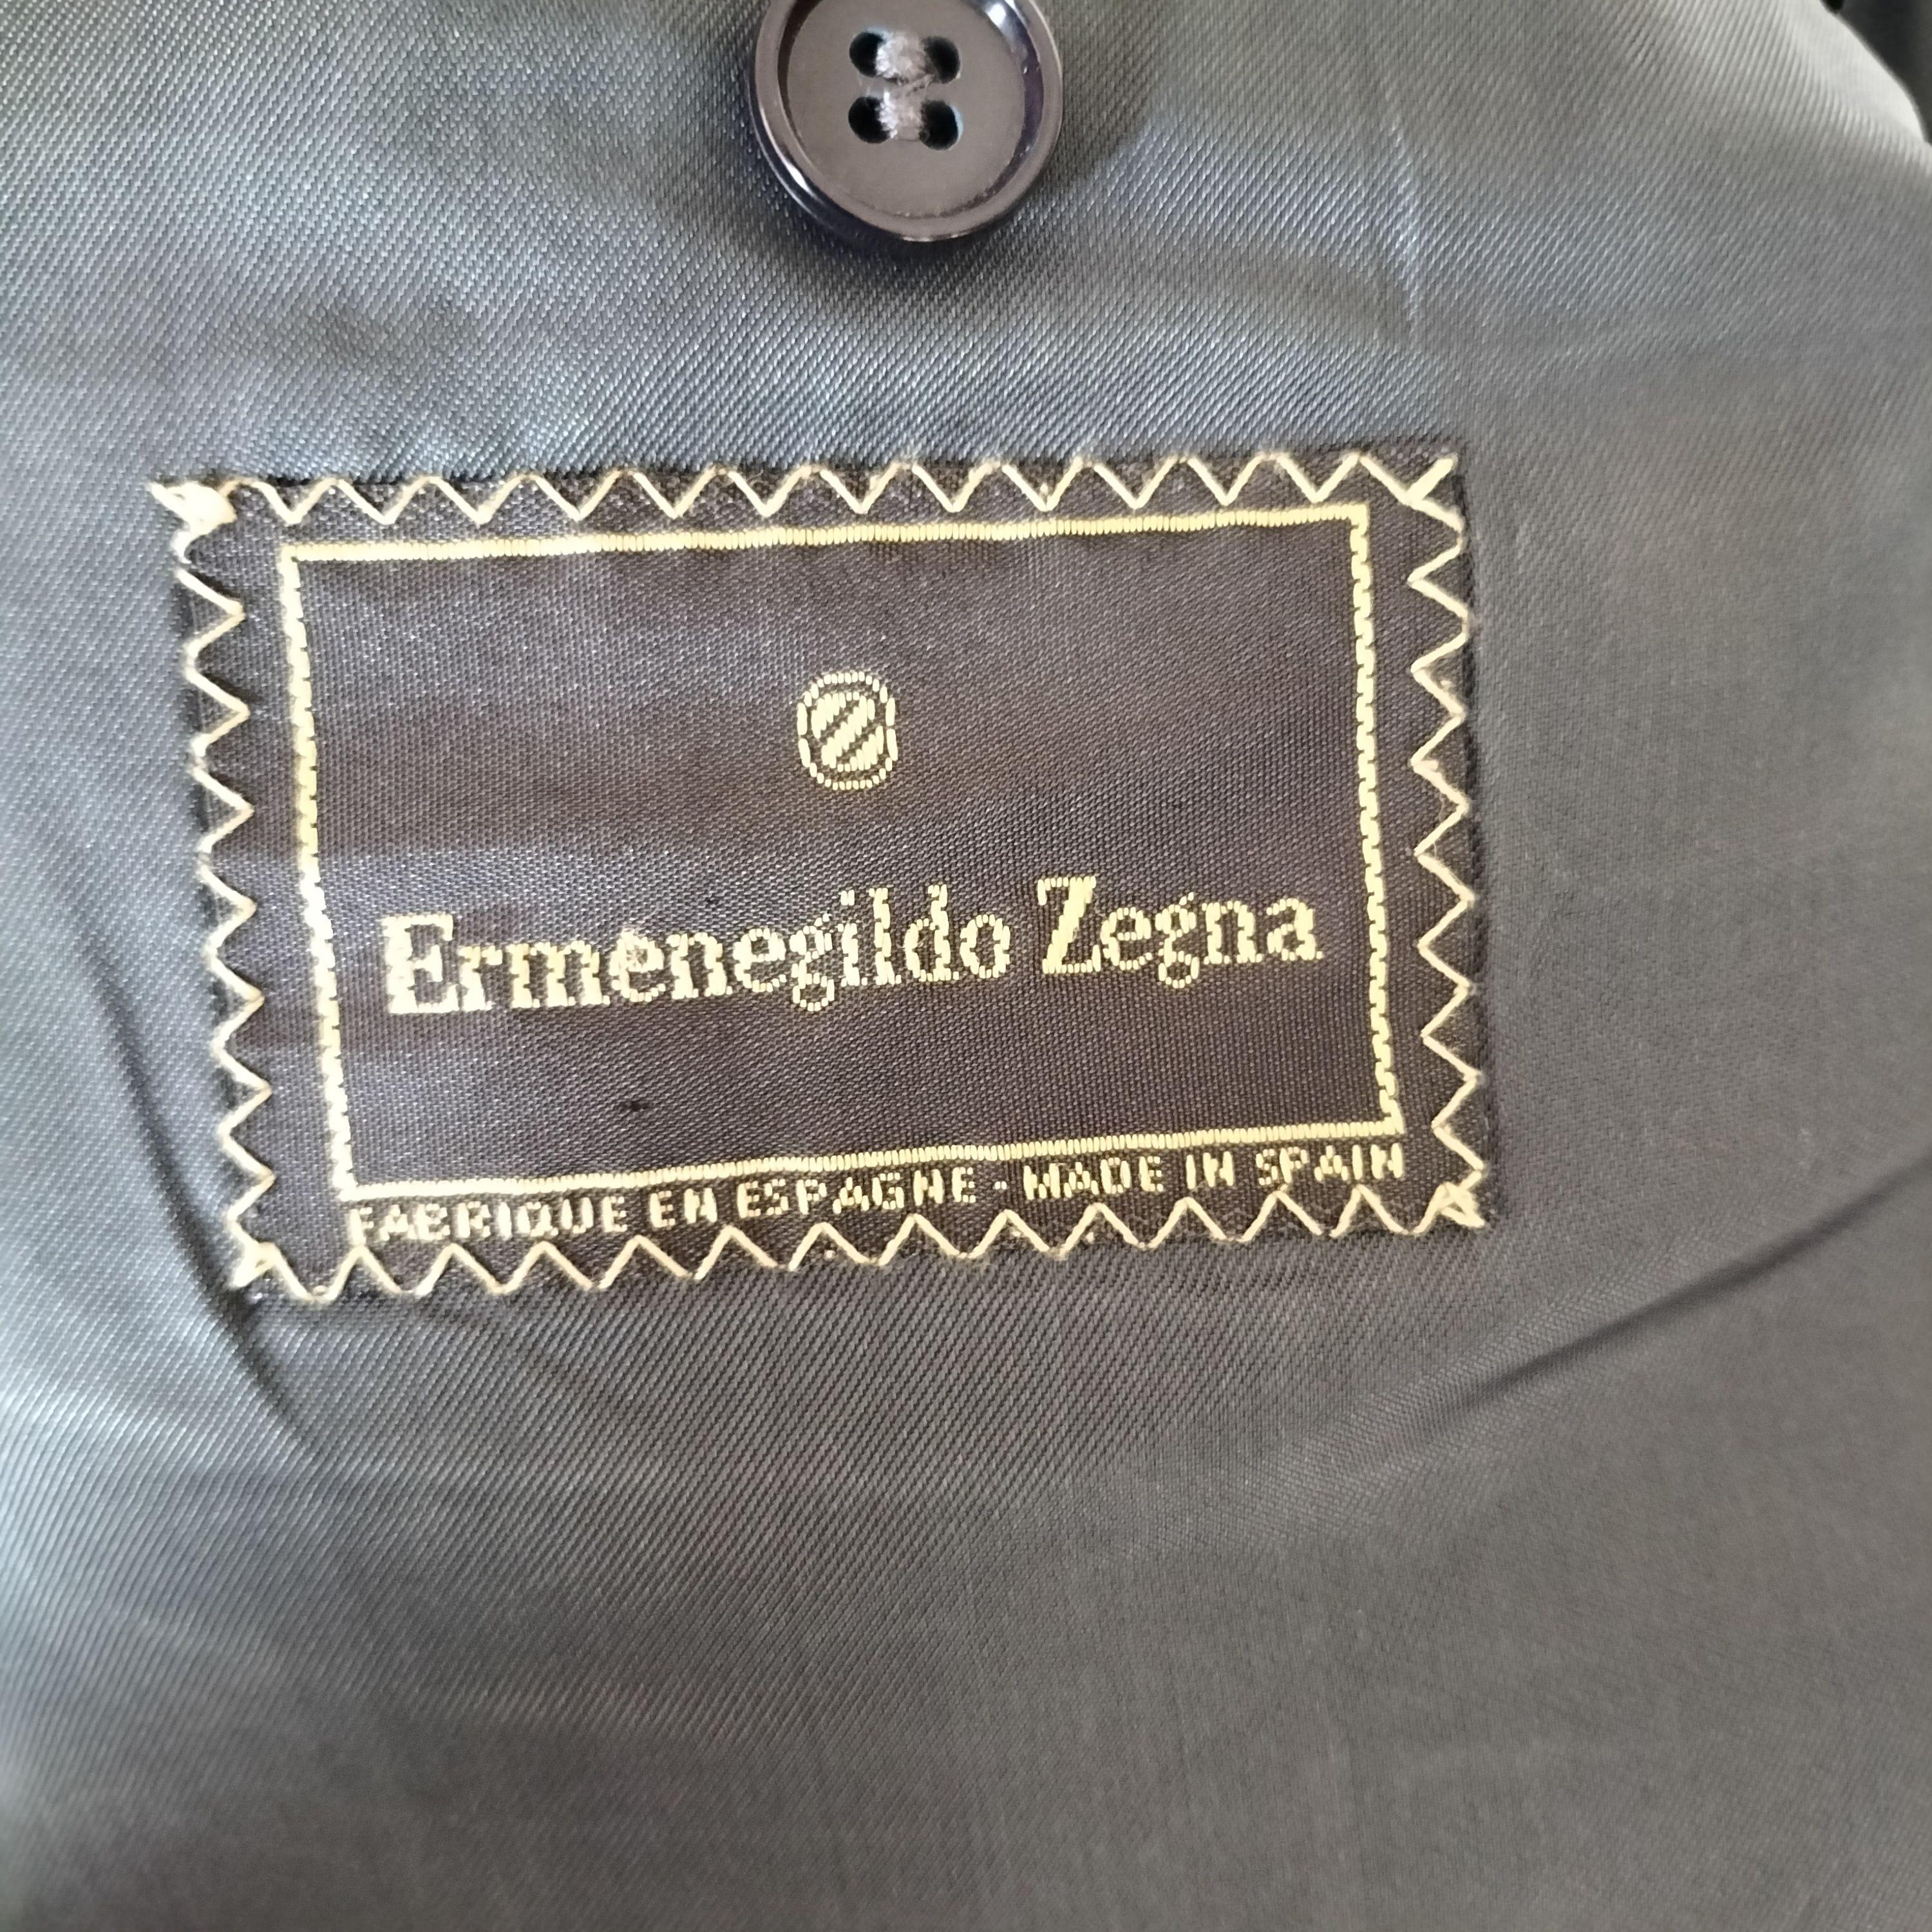 Ermenegildo Zegna
FABRIQUE EN ESPAGNE - MADE IN SPAIN